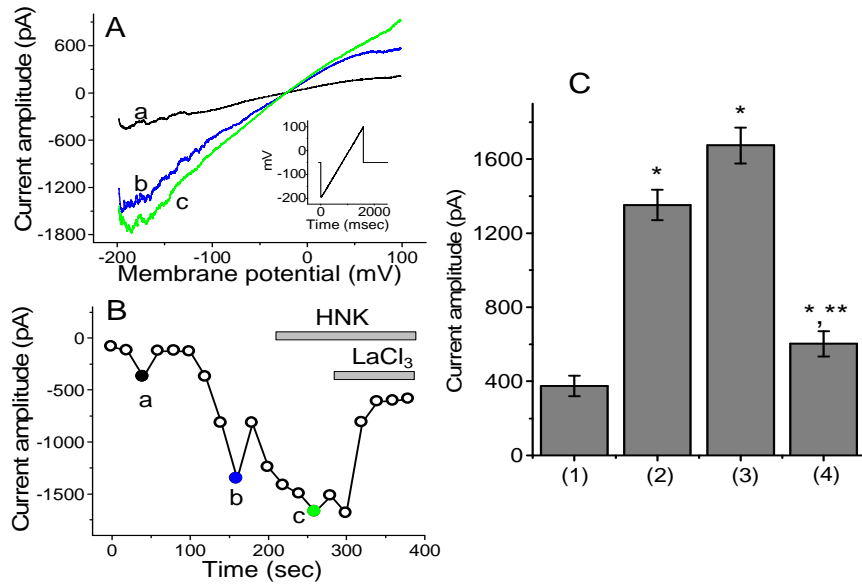 A
Current amplitude (pA)
600
0
-600
-1200
-1800
a
b
c
100
0
-100
-200
mV
0
2000
Time (msec)
-200
-100
0
100
Membrane potential (mV)
B
Current amplitude (pA)
0
-500
-1000
-1500
HNK
LaCl3
a
b
c
0
100
200
300
400
Time (sec)
C
Current amplitude (pA)
1600
1200
800
400
0
*
*
*,**
(1)
(2)
(3)
(4)